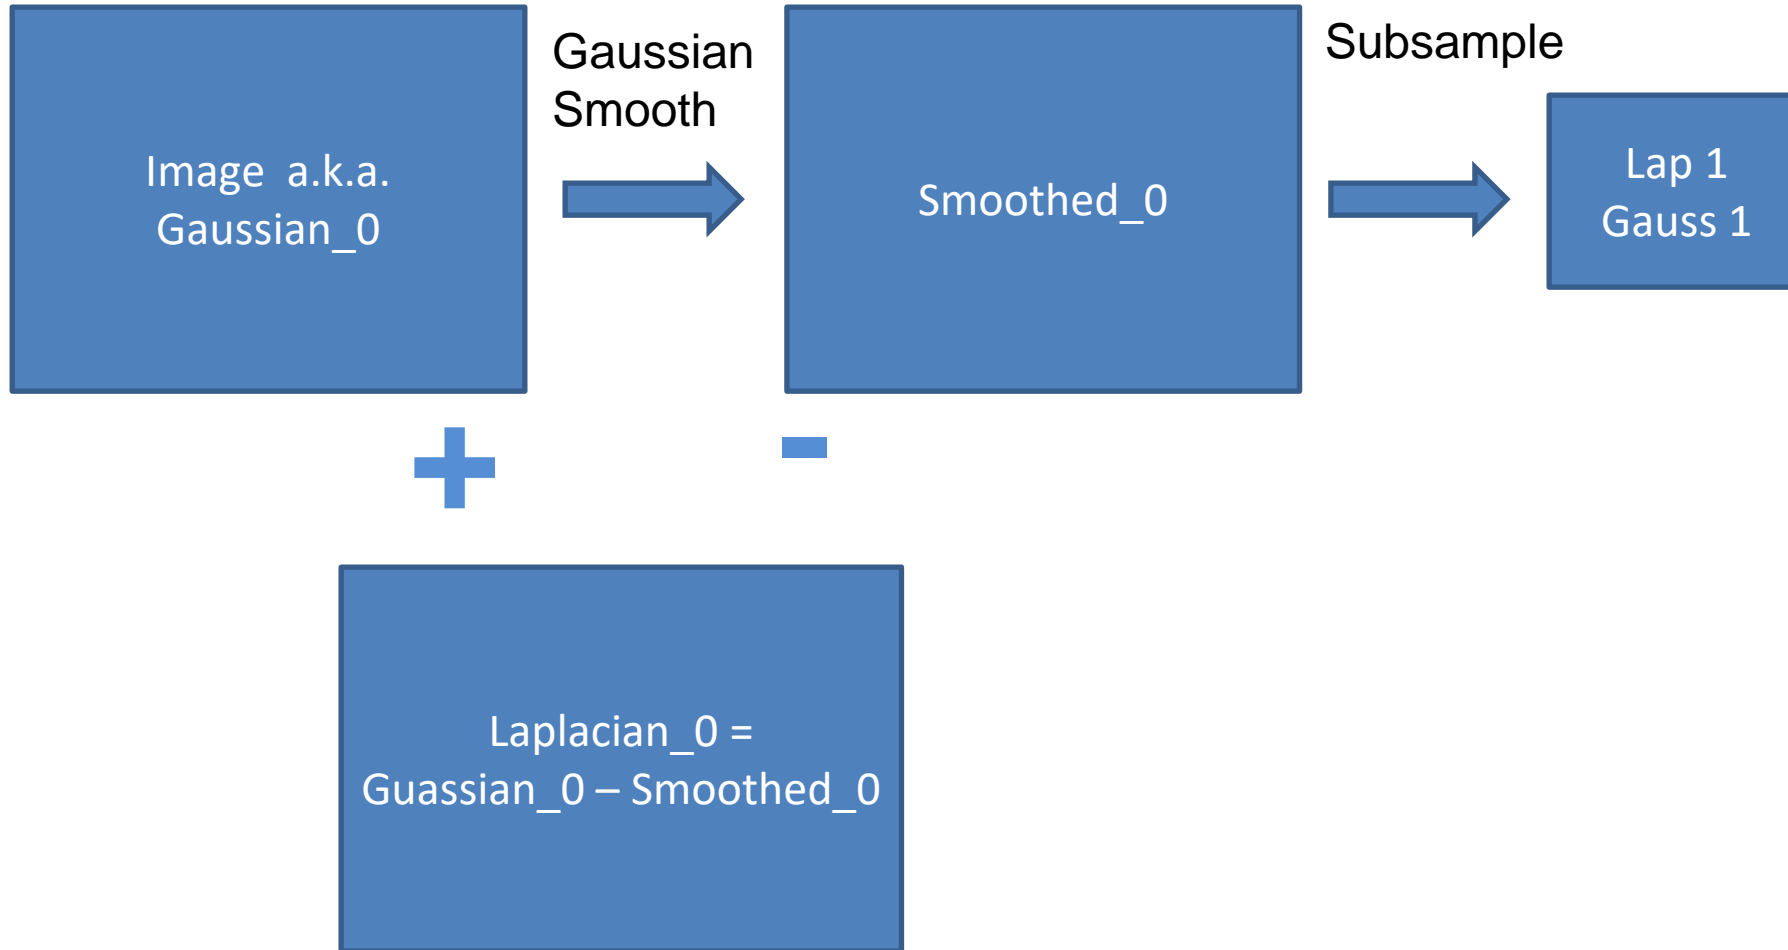 Image  a.k.a.
Gaussian_0
Gaussian
Smooth
Smoothed_0
Subsample
Lap 1
Gauss 1
+
-
Laplacian_0 =
Guassian_0 – Smoothed_0